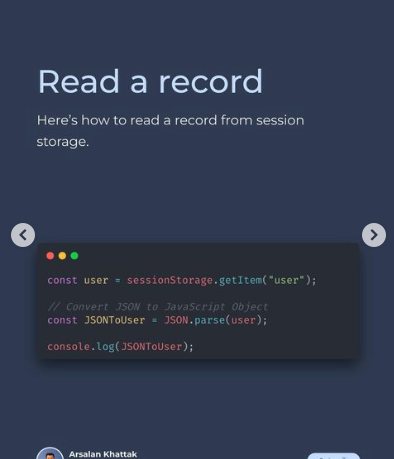 Read a record
Here's how to read a record from session
storage.
const user = sessionStorage.getItem("user");
// Convert JSON to JavaScript Object
const JSONToUser = JSON.parse(user);
console.log(JSONToUser);
Arsalan Khattak